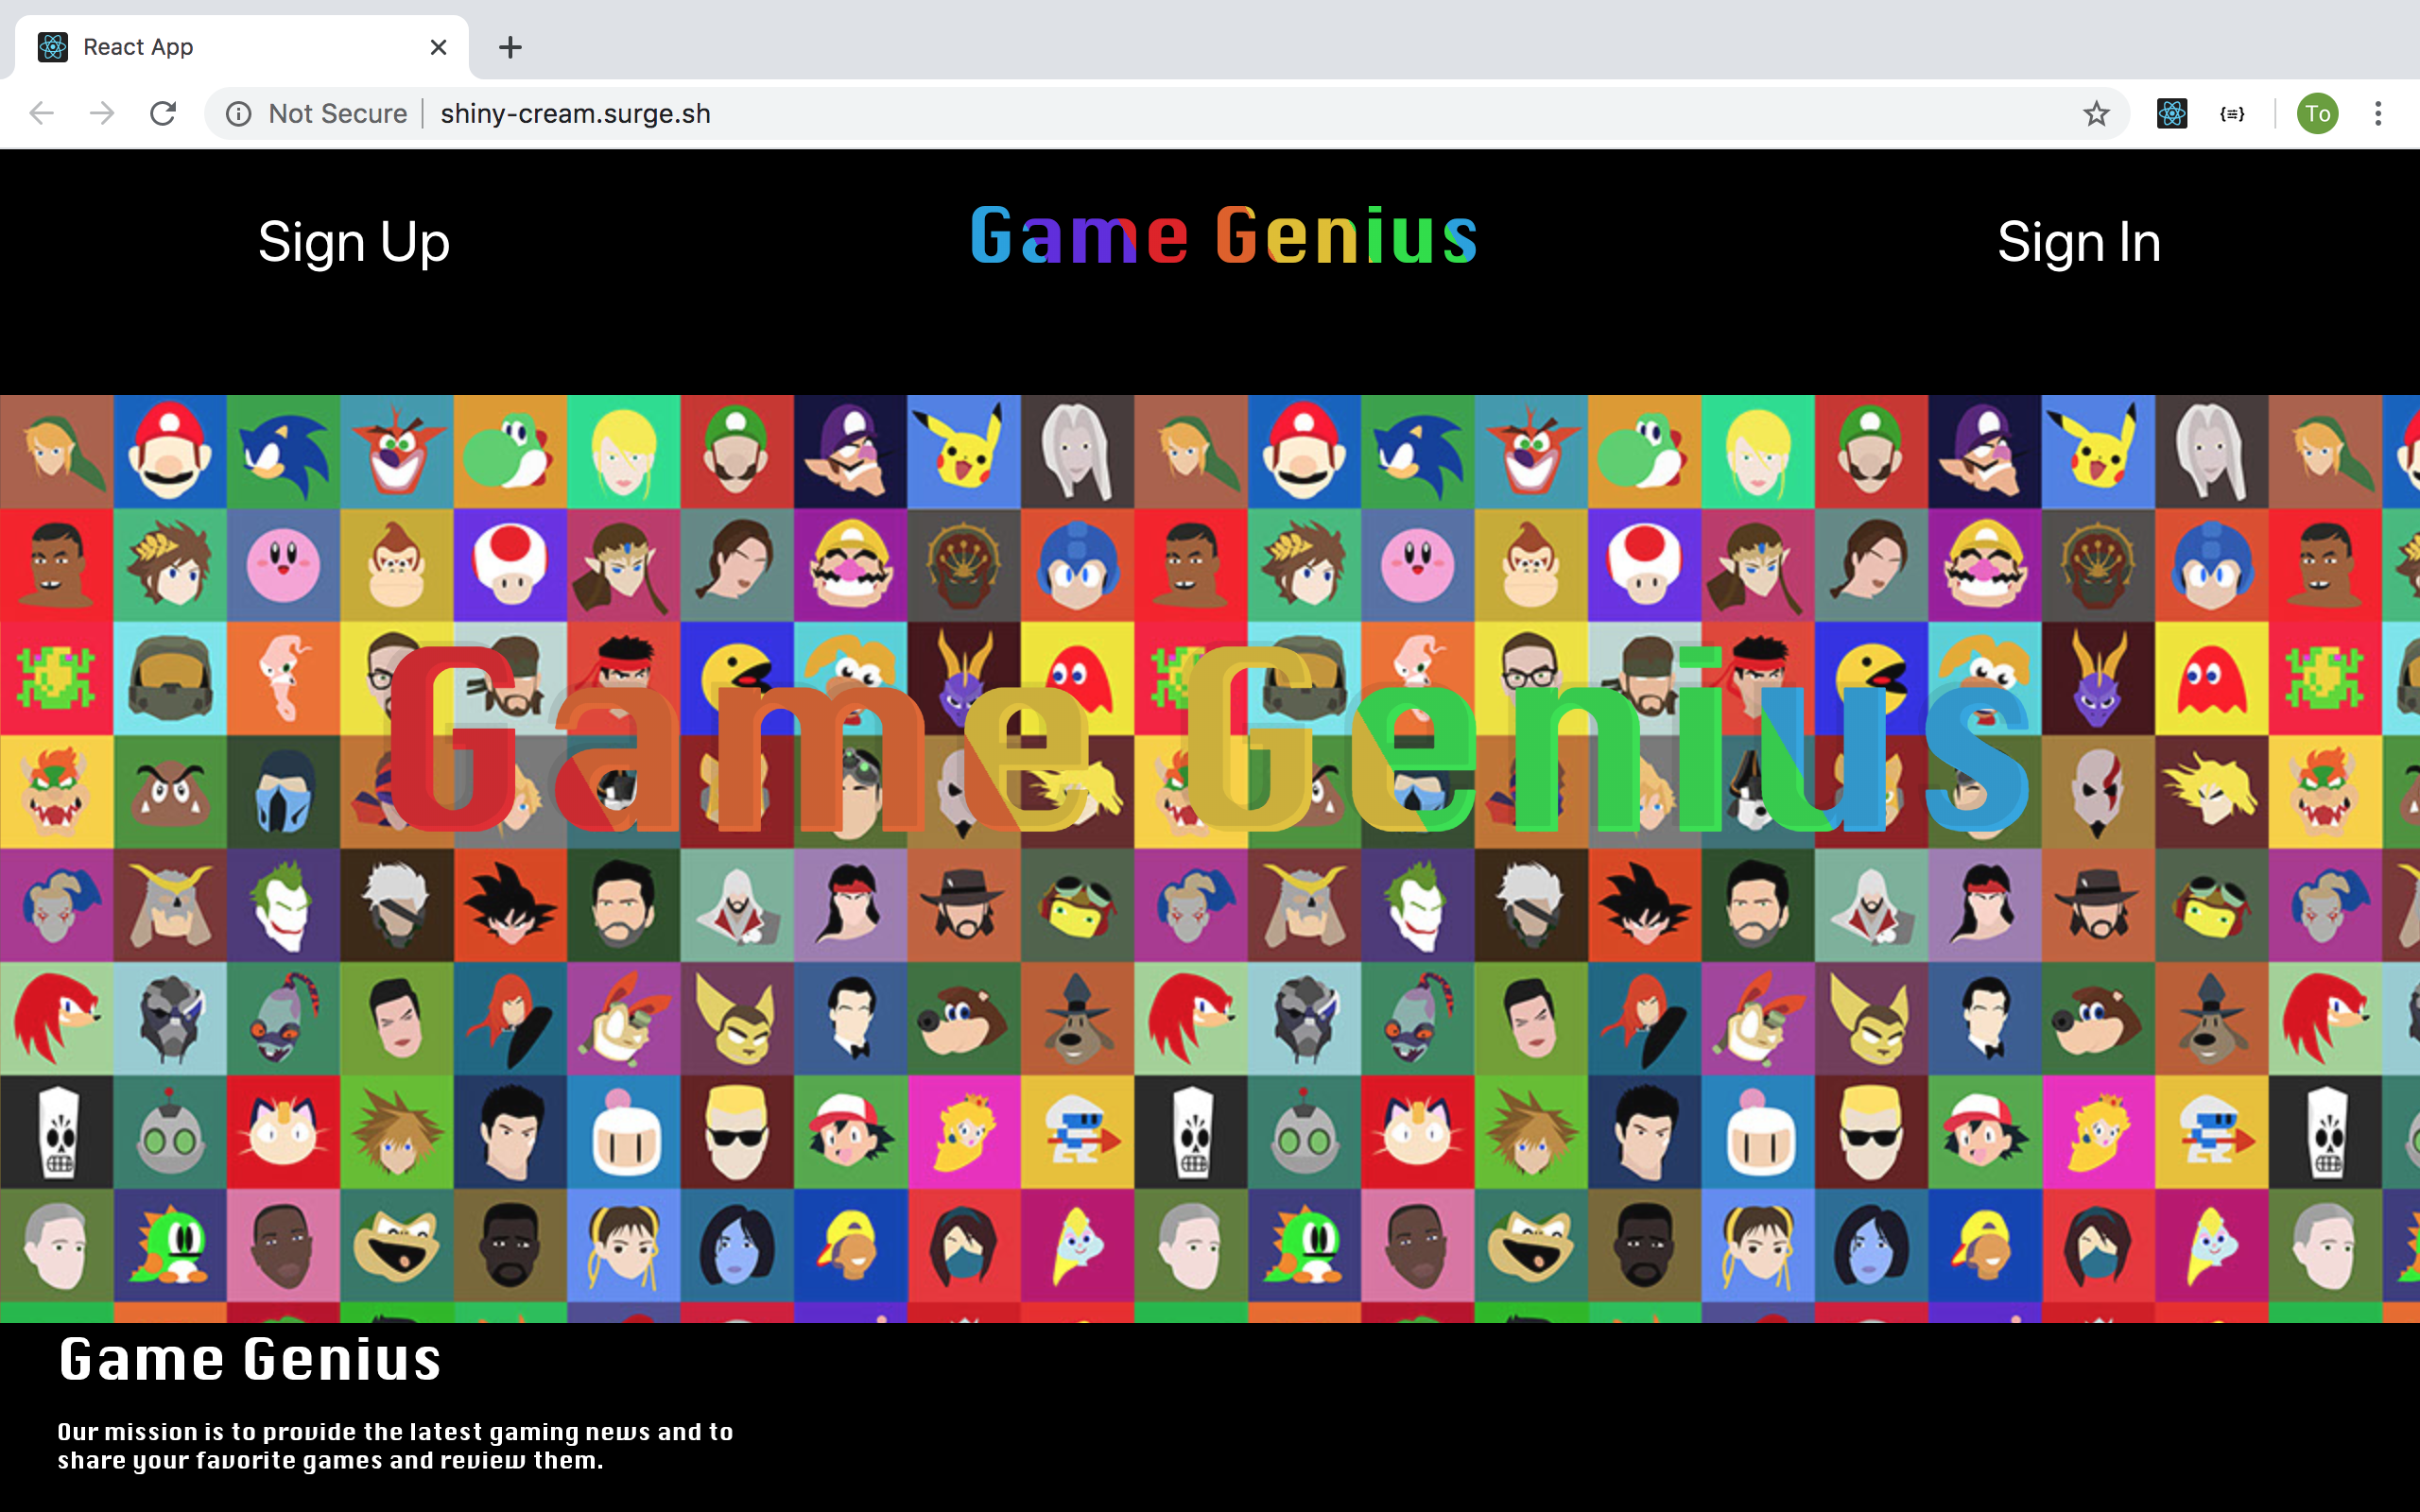 React App
Not Secure
shiny-cream.surge.sh
{≡}
To
Sign Up
Game Genius
Sign In
Game Genius
Game Genius
Our mission is to provide the latest gaming news and to
share your favorite games and review them.